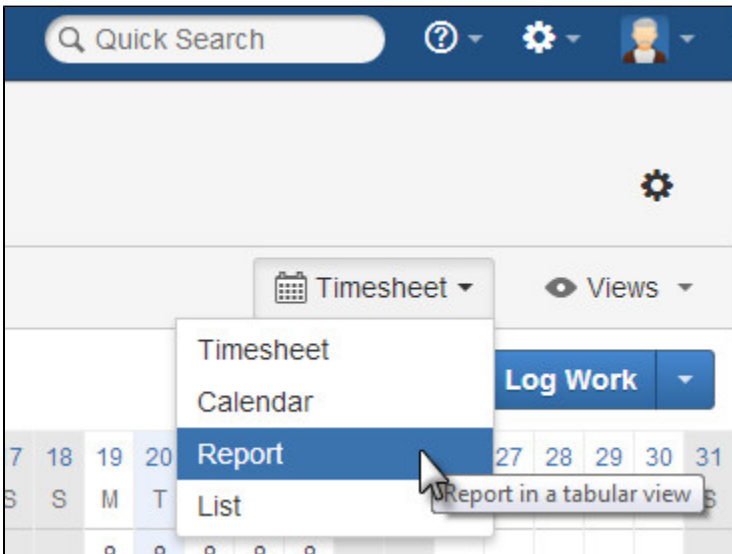 Quick Search
Timesheet Views
Timesheet
Log Work
Calendar
Report
7 18 19 20 27 28 29 30 31
Report in a tabular view
S S M T S
List